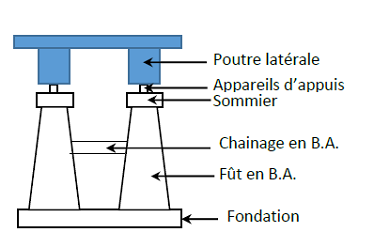 Poutre latérale
Appareils d’appuis
Sommier
Chainage en B.A.
Fût en B.A.
Fondation